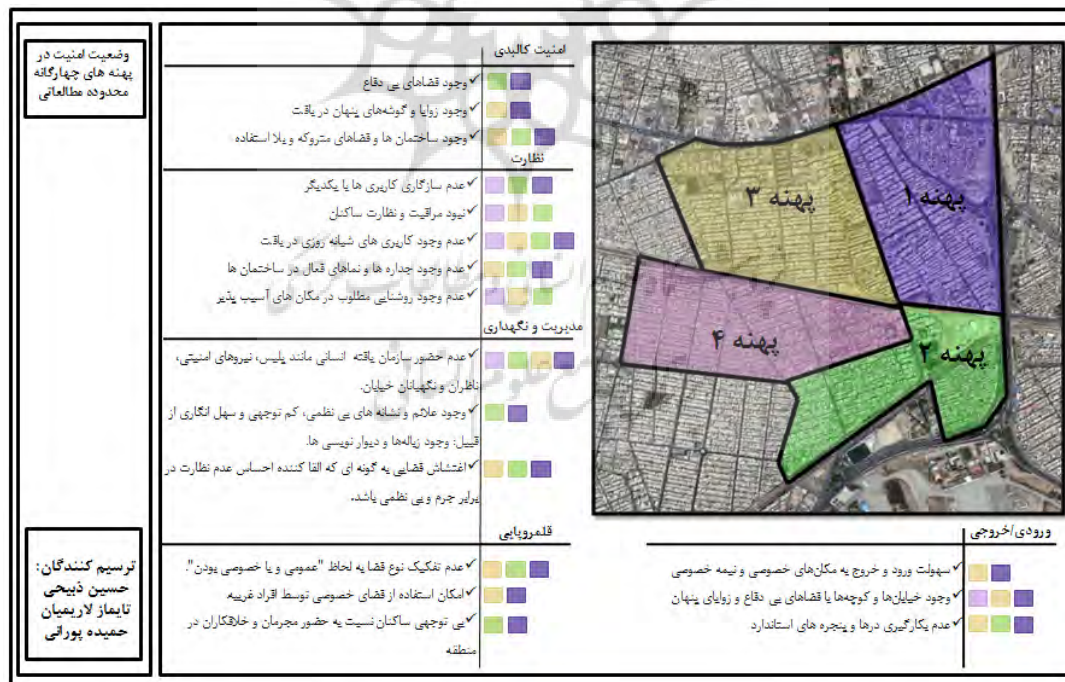 وضعیت امنیت در
پهنه های چهارگانه
محدوده مطالعاتی
امنیت کالبدی
✓وجود فضاهای بی دفاع
✓وجود زوایا و گوشه‌های پنهان در بافت
✓وجود ساختمان ها و فضاهای متروکه و بلا استفاده
نظارت
✓عدم سازگاری کاربری ها با یکدیگر
✓نبود مراقبت و نظارت ساکنان
✓عدم وجود کاربری های شبانه روزی در بافت
✓عدم وجود جداره ها و نماهای فعال در ساختمان ها
✓عدم وجود روشنایی مطلوب در مکان های آسیب پذیر
مدیریت و نگهداری
✓عدم حضور سازمان یافته انسانی مانند پلیس، نیروهای امنیتی،
ناظران و نگهبانان خیابان.
✓وجود علائم و نشانه های بی نظمی، کم توجهی و سهل انگاری از
قبیل: وجود زباله‌ها و دیوار نویسی ها.
✓اغتشاش فضایی به گونه ای که القا کننده احساس عدم نظارت در
برابر جرم و بی نظمی باشد.
قلمروپایی
✓عدم تفکیک نوع فضا به لحاظ "عمومی و یا خصوصی بودن".
✓امکان استفاده از فضای خصوصی توسط افراد غریبه
✓بی توجهی ساکنان نسبت به حضور مجرمان و خلافکاران در
منطقه
پهنه ۱
پهنه ۳
پهنه ۴
پهنه ۲
ورودی/خروجی
✓سهولت ورود و خروج به مکان‌های خصوصی و نیمه خصوصی
✓وجود خیابان‌ها و کوچه‌ها با فضاهای بی دفاع و زوایای پنهان
✓عدم بکارگیری درها و پنجره های استاندارد
ترسیم کنندگان:
حسین ذبیحی
تایماز لاریمیان
حمیده پورانی